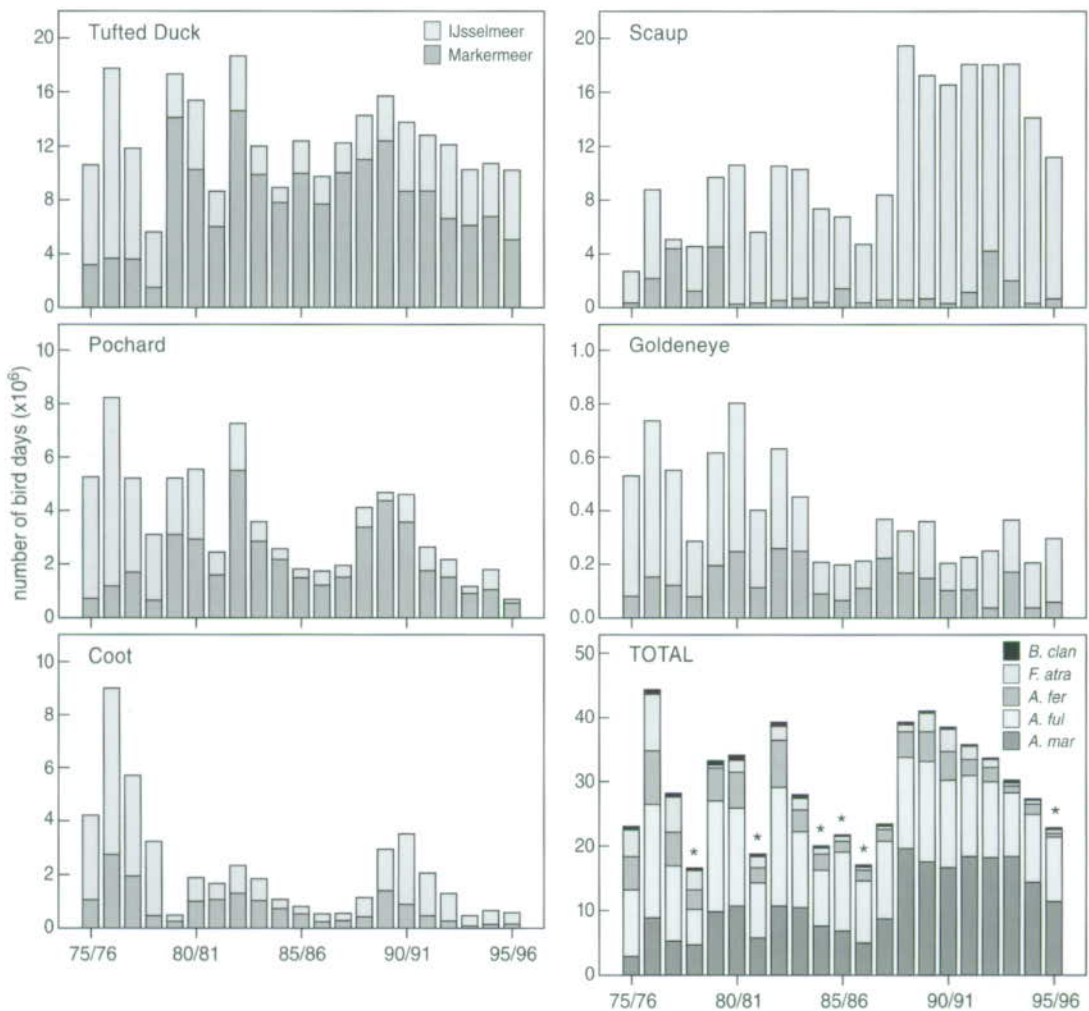 Tufted Duck
IJsselmeer
Markermeer
20
16
12
8
4
0
Scaup
20
16
12
8
4
0
number of bird days (x10⁶)
Pochard
10
8
6
4
2
0
Goldeneye
1.0
0.8
0.6
0.4
0.2
0.0
Coot
10
8
6
4
2
0
75/76 80/81 85/86 90/91 95/96
TOTAL
B. clan
F. atra
A. fer
A. ful
A. mar
50
40
30
20
10
0
* * * * * *
75/76 80/81 85/86 90/91 95/96